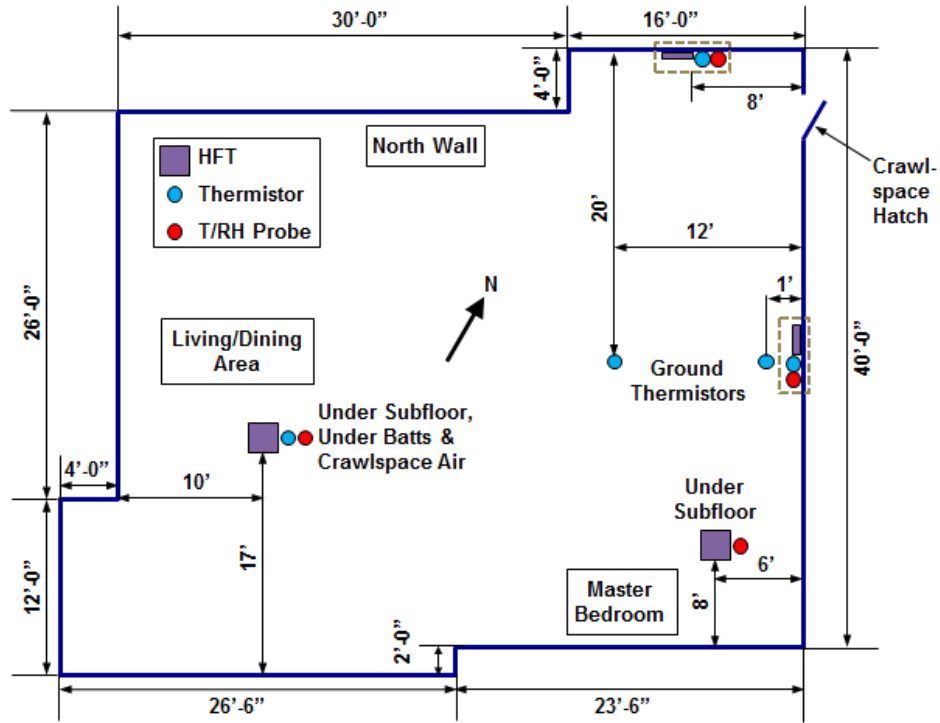 30’-0”
16’-0”
4’-0”
8’
North Wall
HFT
Thermistor
T/RH Probe
Crawl-
space
Hatch
20’
12’
N
1’
26’-0”
Living/Dining
Area
40’-0”
Ground
Thermistors
Under Subfloor,
Under Batts &
Crawlspace Air
4’-0”
10’
Under
Subfloor
17’
6’
12’-0”
Master
Bedroom
8’
2’-0”
26’-6”
23’-6”